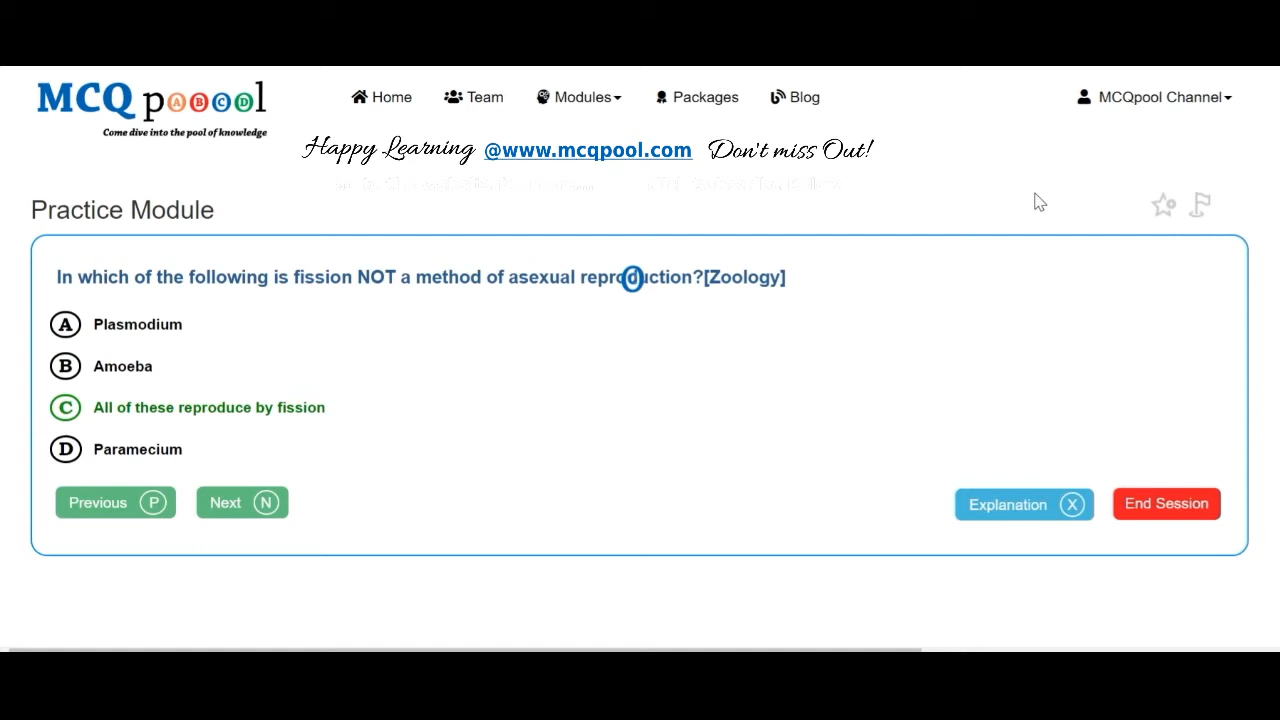 MCQ pooool
Come dive into the pool of knowledge
Home Team Modules Packages Blog MCQpool Channel
Happy Learning @www.mcqpool.com Don't miss Out!
Practice Module
In which of the following is fission NOT a method of asexual reproduction?[Zoology]
A Plasmodium
B Amoeba
C All of these reproduce by fission
D Paramecium
Previous P Next N Explanation X End Session